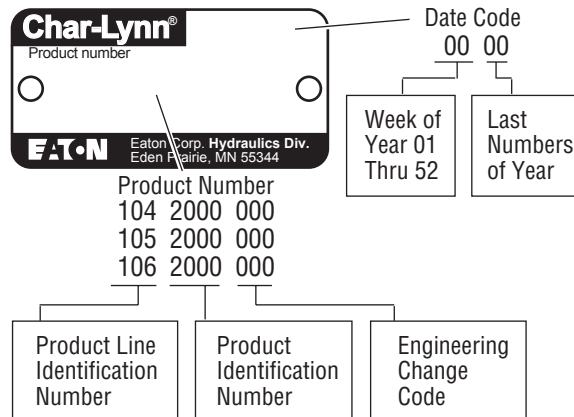 Char-Lynn®
Product number
EATON
Eaton Corp. Hydraulics Div.
Eden Prairie, MN 55344
Date Code
00 00
Week of
Year 01
Thru 52
Last
Numbers
of Year
Product Number
104 2000 000
105 2000 000
106 2000 000
Product Line
Identification
Number
Product
Identification
Number
Engineering
Change
Code